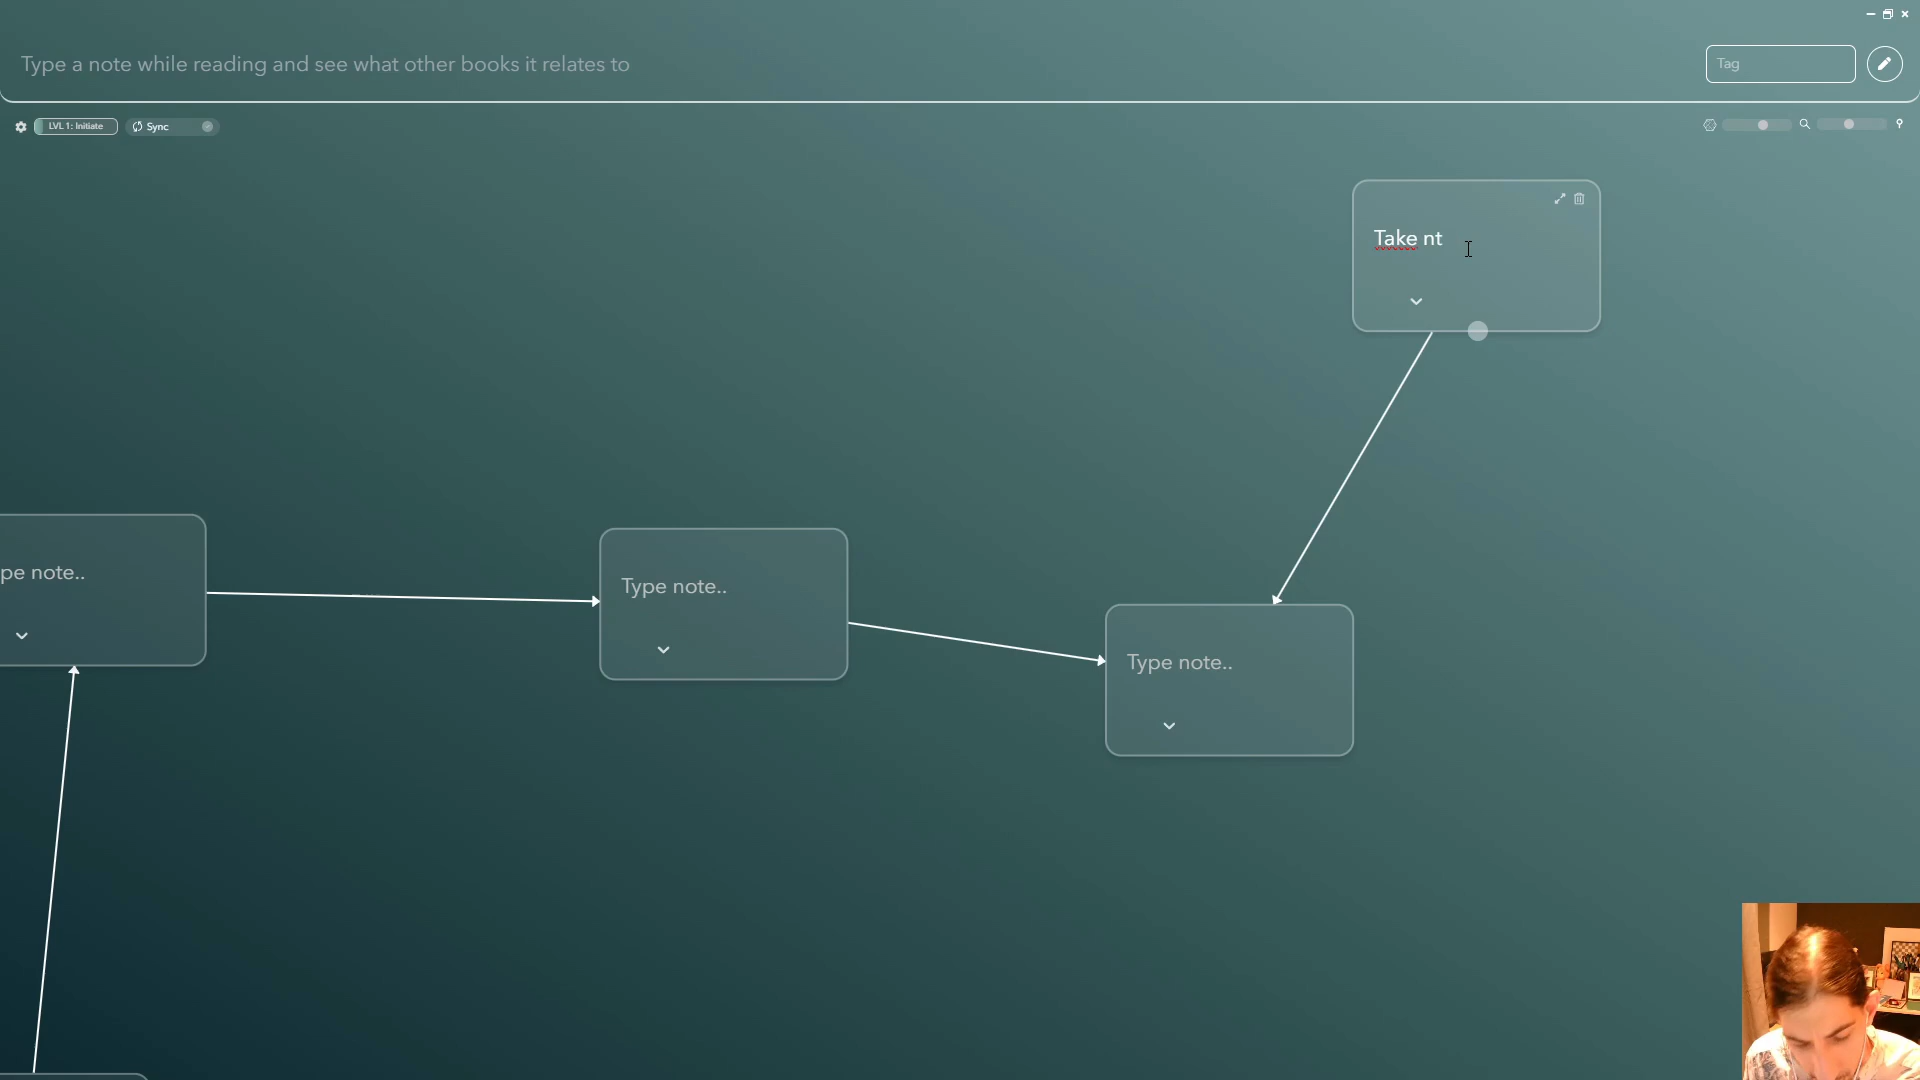 Type a note while reading and see what other books it relates to
Tag
LVL 1: Initiate
Sync
Take nt
pe note..
Type note..
Type note..